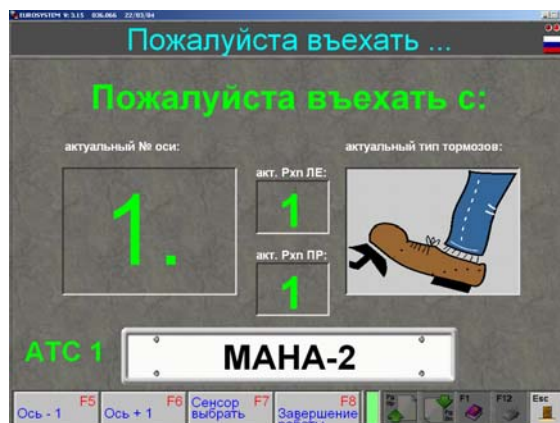 EUROSYSTEM V: 3.15 036.066 22/03/04
Пожалуйста въехать ...
Пожалуйста въехать с:
актуальный № оси:
актуальный тип тормозов:
акт. Pxn ЛЕ:
1.
1
акт. Pxn ПР:
1
АТС 1
МАНА-2
F5 F6 F7 F8 F1 F12 Esc
Ось - 1 Ось + 1 Сенсор выбрать Завершение